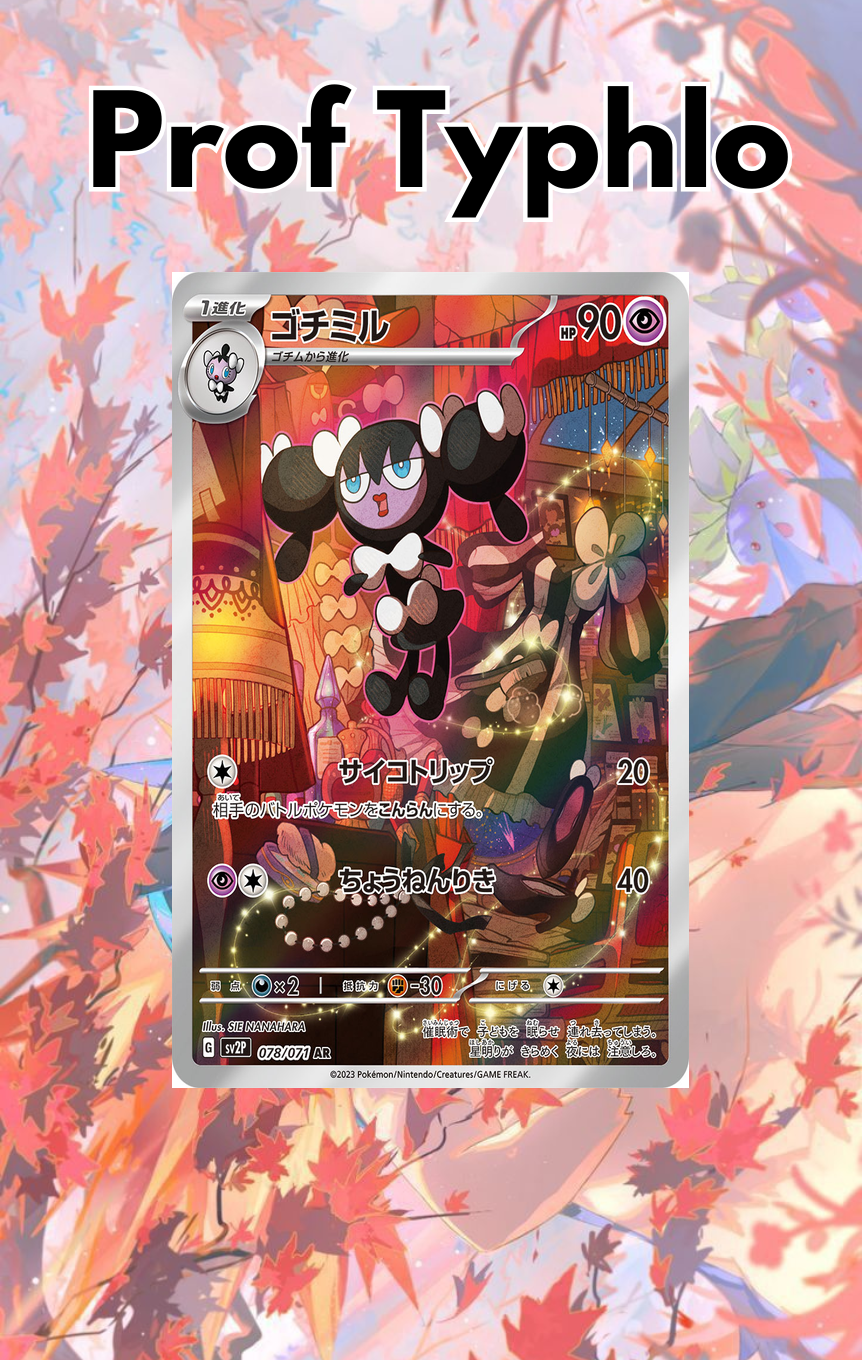 Prof Typhlo
1進化
ゴチミル
HP 90
ゴチムから進化
サイコトリップ 20
相手のバトルポケモンをこんらんにする。
ちょうねんりき 40
弱点 ×2 抵抗力 -30 にげる
Illus. SIE NANAHARA
催眠術で 子どもを 眠らせ 連れ去ってしまう。
星明りが きらめく 夜には 注意しろ。
G sv2P 078/071 AR
©2023 Pokémon/Nintendo/Creatures/GAME FREAK.